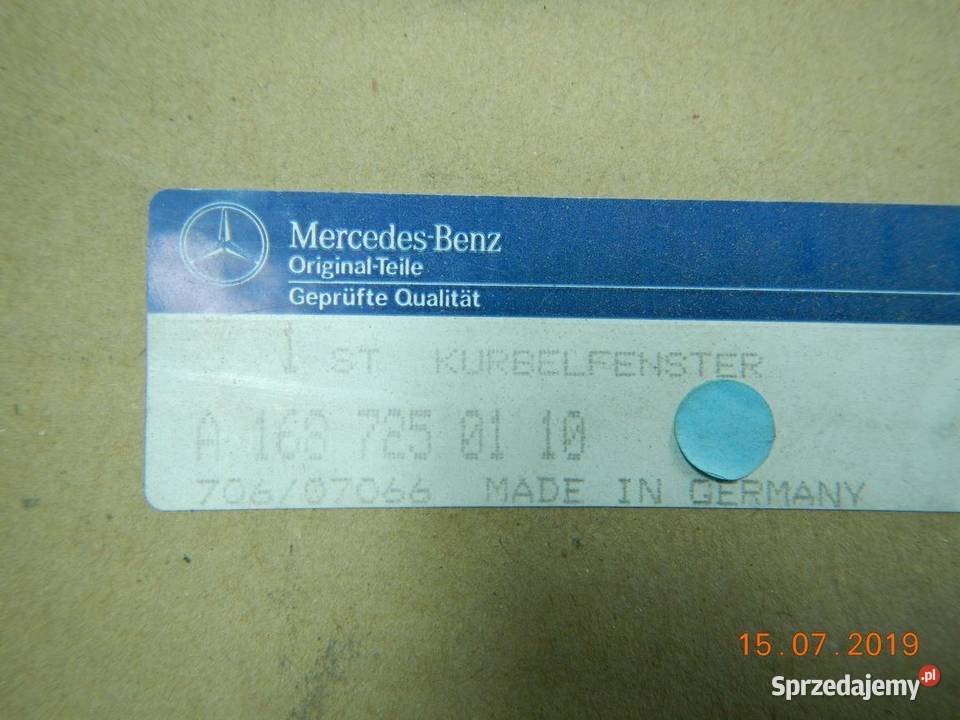 Mercedes-Benz
Original-Teile
Geprüfte Qualität
1 ST KURBELFENSTER
A 168 725 01 10
706/07066 MADE IN GERMANY
15.07.2019
Sprzedajemy.pl